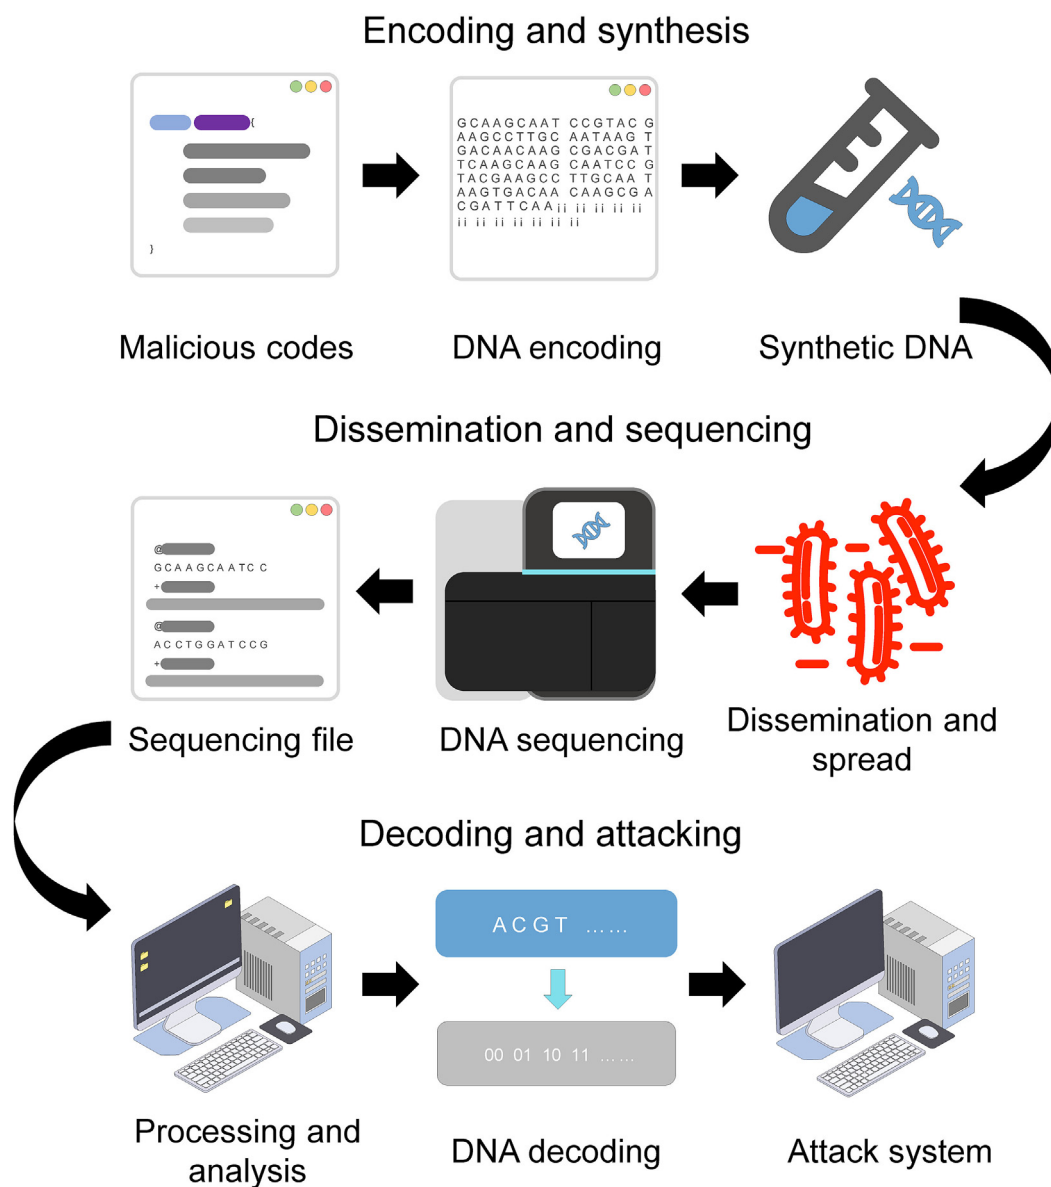 Encoding and synthesis
{
}
GCAAGCAAT CCGTAC G
AAGCCTTGC AATAAG T
GACAACAAG CGACGAT
TCAAGCAAG CAATCC G
TACGAAGCC TTGCAA T
AAGTGACAA CAAGCG A
CGATTCAA ¡¡ ¡¡ ¡¡ ¡¡ ¡¡
¡¡ ¡¡ ¡¡ ¡¡ ¡¡ ¡¡ ¡¡
Malicious codes
DNA encoding
Synthetic DNA
Dissemination and sequencing
@
GCAAGCAATCC
+
@
ACCTGGATCCG
+
Sequencing file
DNA sequencing
Dissemination and
spread
Decoding and attacking
ACGT ……
00 01 10 11 ……
Processing and
analysis
DNA decoding
Attack system